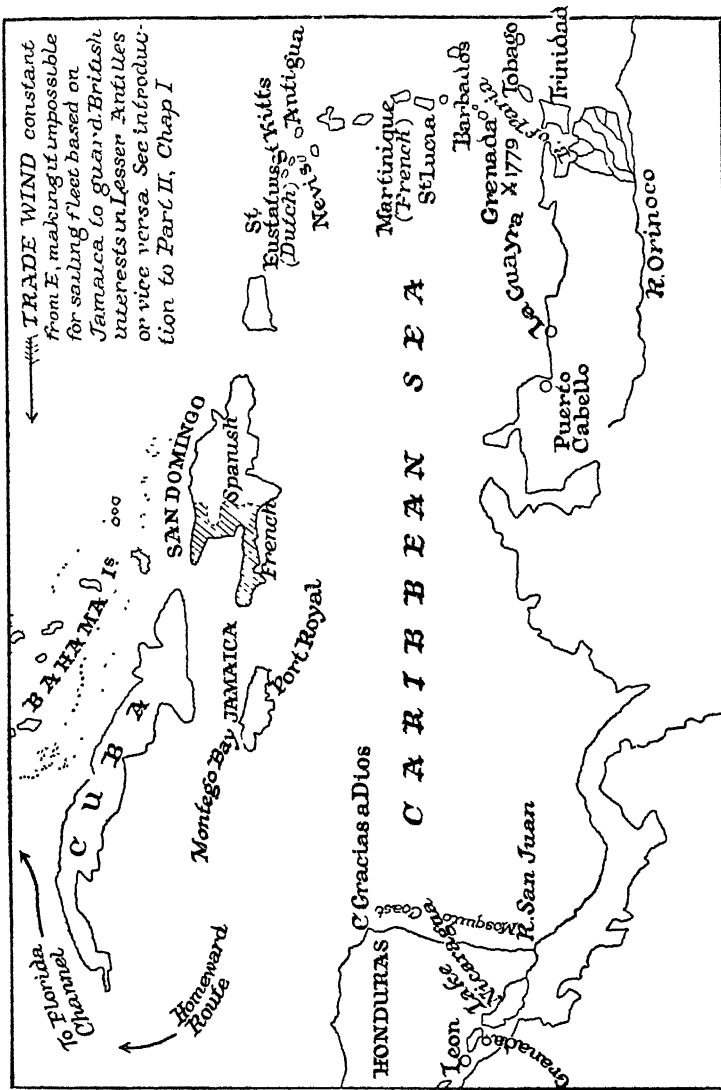 TRADE WIND constant
from E, making it impossible
for sailing fleet based on
Jamaica to guard British
interests in Lesser Antilles
or vice versa. See introduc-
tion to Part II, Chap I
To Florida
Channel
Homeward
Route
BAHAMA Is
CUBA
SAN DOMINGO
Spanish
French
Montego Bay
JAMAICA
Port Royal
St.
Eustatius
(Dutch)
St Kitts
Nevis
Antigua
Martinique
(French)
St Lucia
Barbados
Grenada
X 1779
Tobago
G. of Paria
Trinidad
CARIBBEAN SEA
C Gracias a Dios
HONDURAS
Mosquito
Coast
Lake
Nicaragua
R. San Juan
Leon
Granada
La Guayra
Puerto
Cabello
R. Orinoco